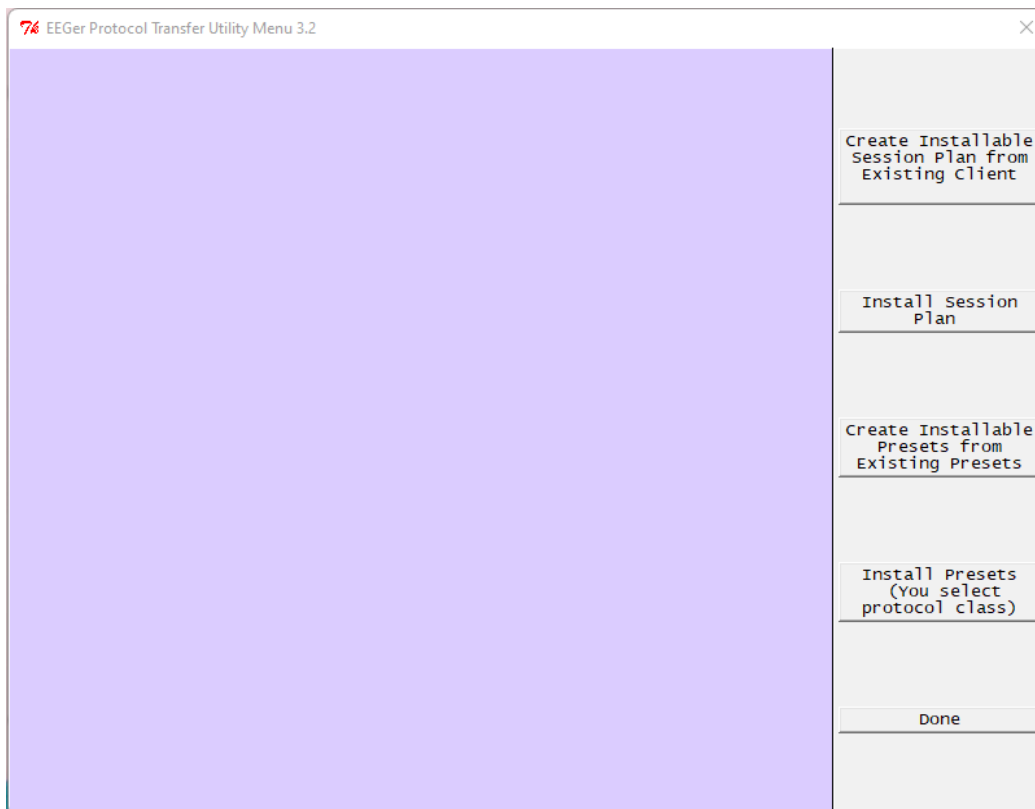 7% EEGer Protocol Transfer Utility Menu 3.2
Create Installable
Session Plan from
Existing Client
Install Session
Plan
Create Installable
Presets from
Existing Presets
Install Presets
(You select
protocol class)
Done